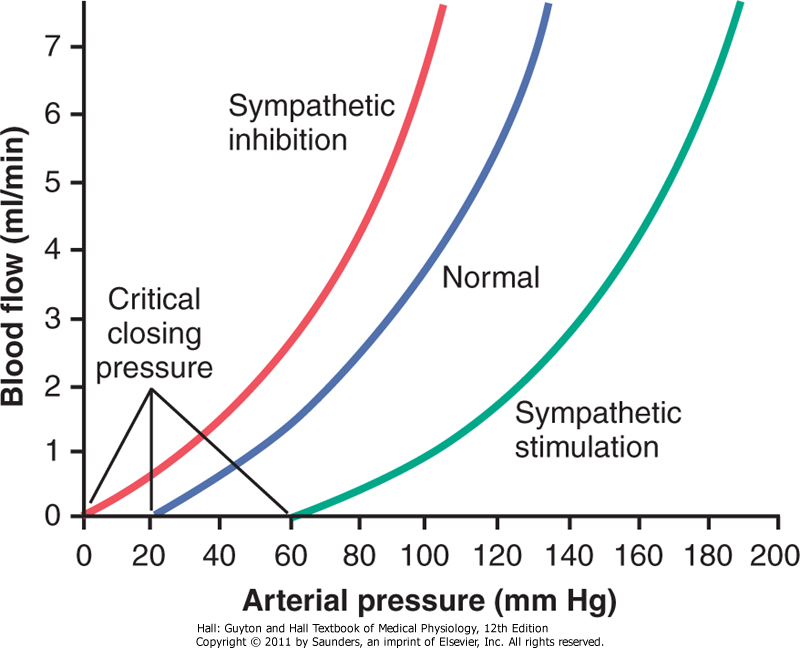 Blood flow (ml/min)
7
6
5
4
3
2
1
0
Sympathetic
inhibition
Critical
closing
pressure
Normal
Sympathetic
stimulation
0 20 40 60 80 100 120 140 160 180 200
Arterial pressure (mm Hg)
Hall: Guyton and Hall Textbook of Medical Physiology, 12th Edition
Copyright © 2011 by Saunders, an imprint of Elsevier, Inc. All rights reserved.